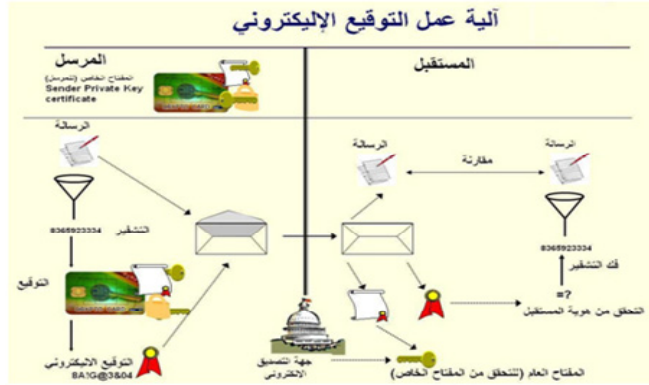 آلية عمل التوقيع الإليكتروني
المرسل
المستقبل
المفتاح الخاص (للمرسل)
Sender Private Key
certificate
الرسالة
الرسالة
الرسالة
مقارنة
8365923334
التشفير
8365923334
فك التشفير
التوقيع
=?
التحقق من هوية المستقبل
التوقيع الاليكتروني
8A!G@3&04
جهة التصديق
الالكتروني
المفتاح العام (للتحقق من المفتاح الخاص)